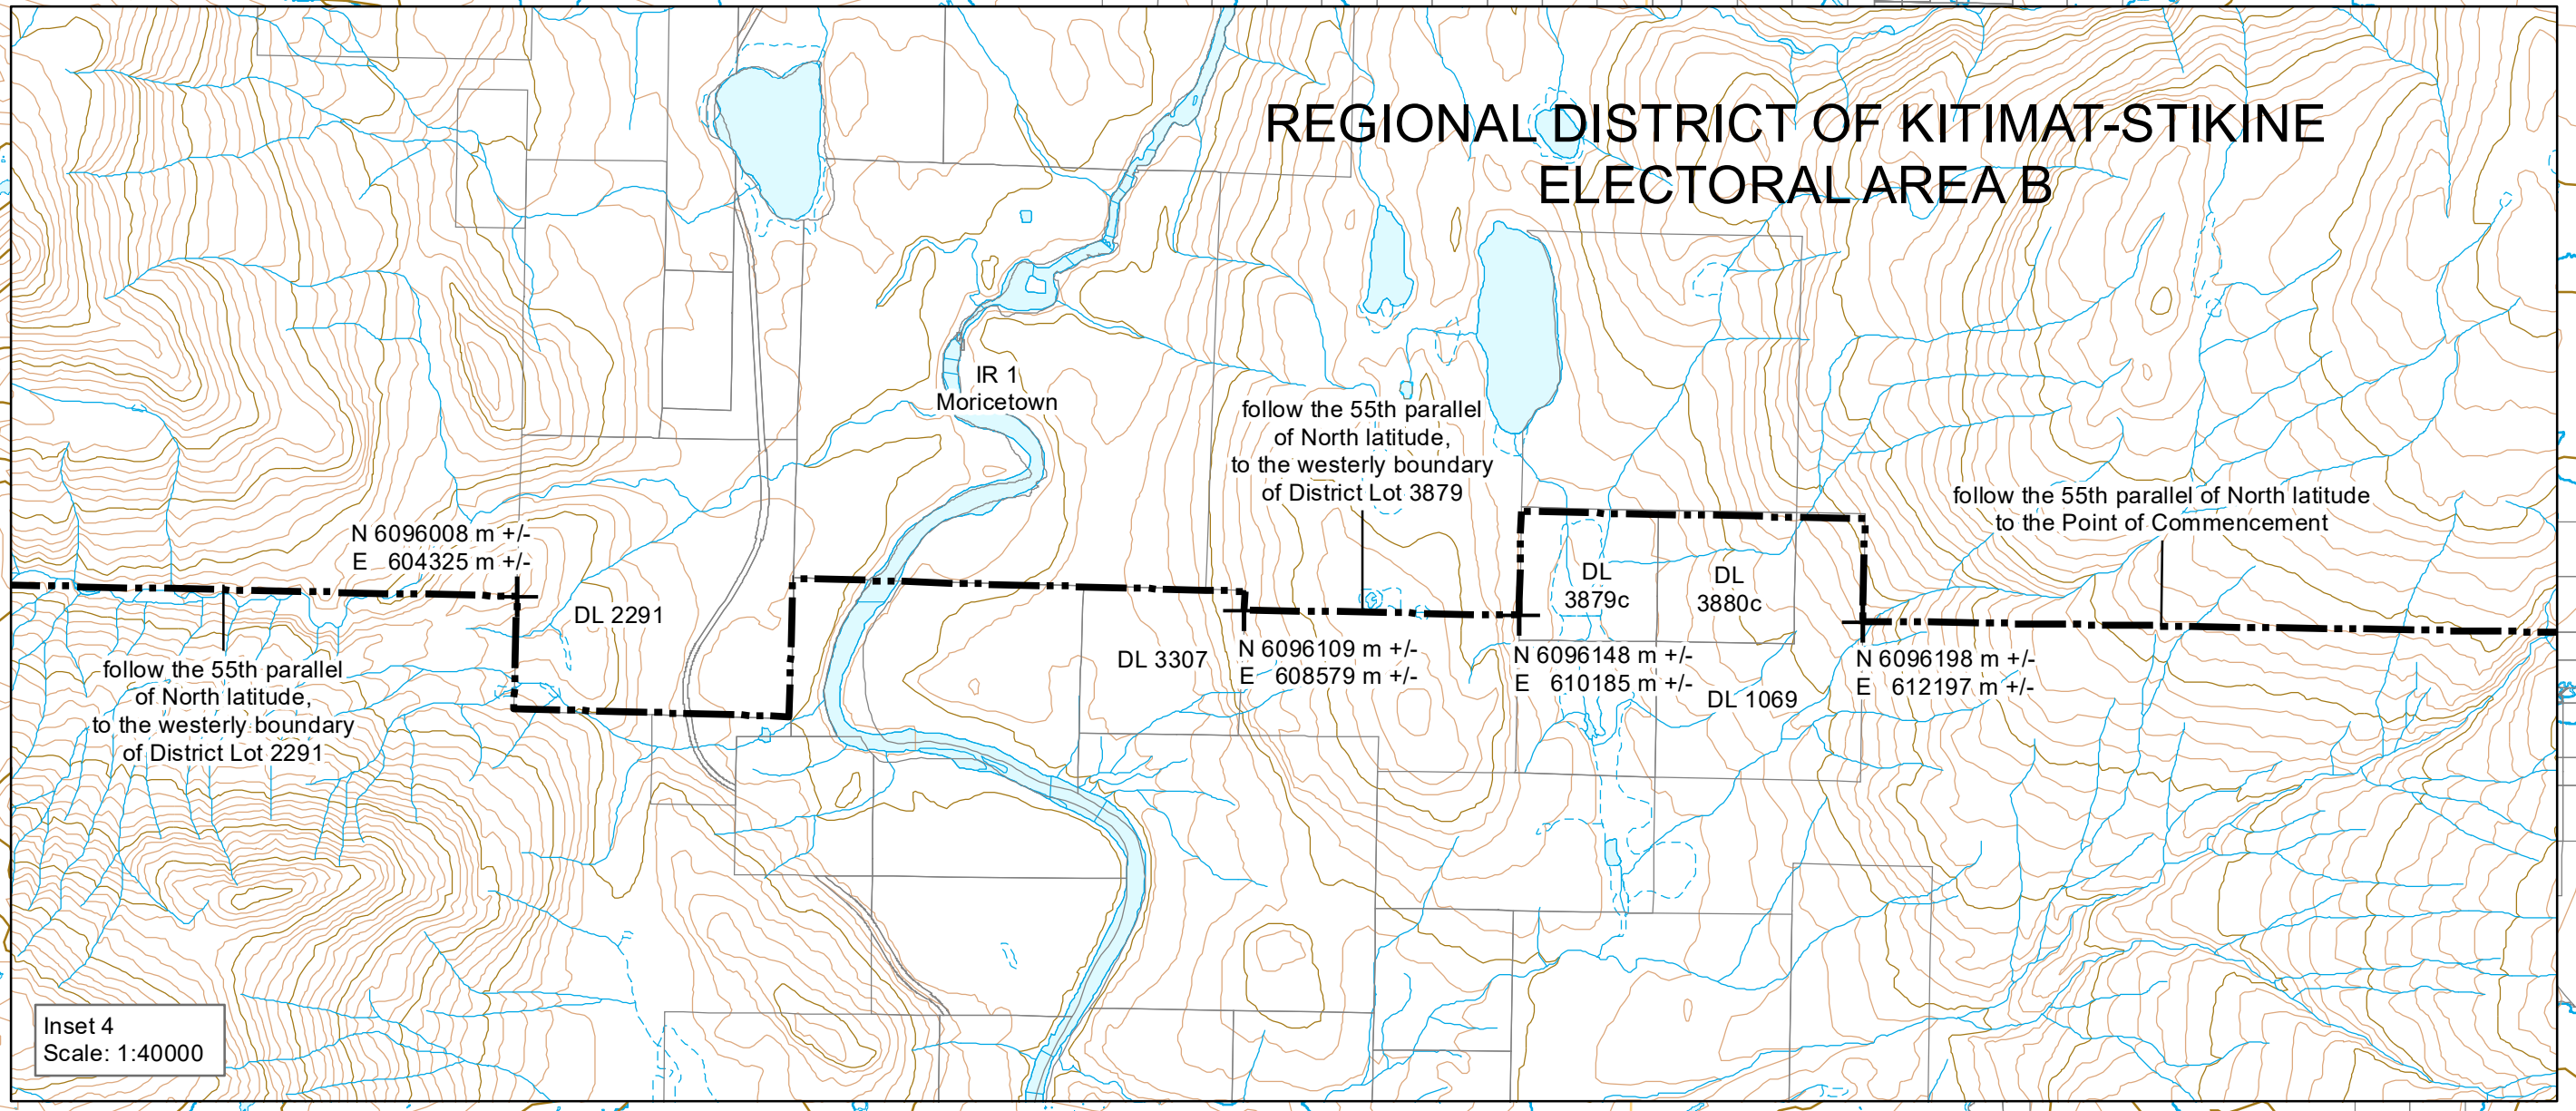 REGIONAL DISTRICT OF KITIMAT-STIKINE
ELECTORAL AREA B
IR 1
Moricetown
follow the 55th parallel
of North latitude,
to the westerly boundary
of District Lot 3879
follow the 55th parallel of North latitude
to the Point of Commencement
N 6096008 m +/-
E 604325 m +/-
DL 2291
DL
3879c
DL
3880c
follow the 55th parallel
of North latitude,
to the westerly boundary
of District Lot 2291
DL 3307
N 6096109 m +/-
E 608579 m +/-
N 6096148 m +/-
E 610185 m +/-
DL 1069
N 6096198 m +/-
E 612197 m +/-
Inset 4
Scale: 1:40000